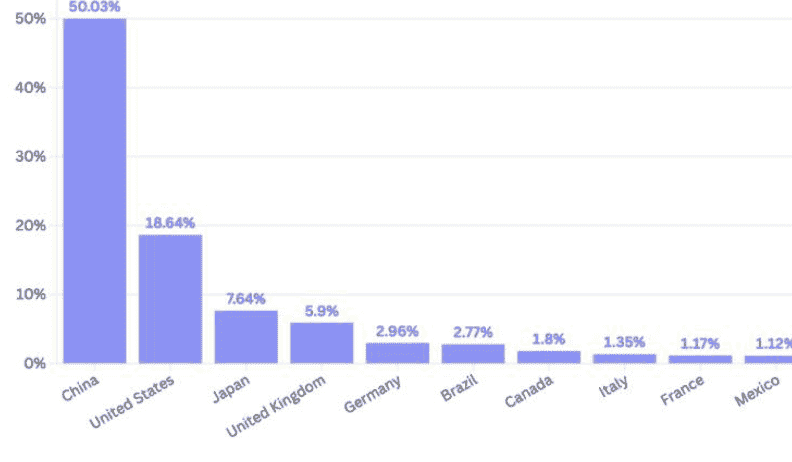 50.03%
50%
40%
30%
18.64%
20%
7.64%
10%
5.9%
2.96%
2.77%
1.8%
1.35%
1.17%
1.12%
0%
China
United States
Japan
United Kingdom
Germany
Brazil
Canada
Italy
France
Mexico